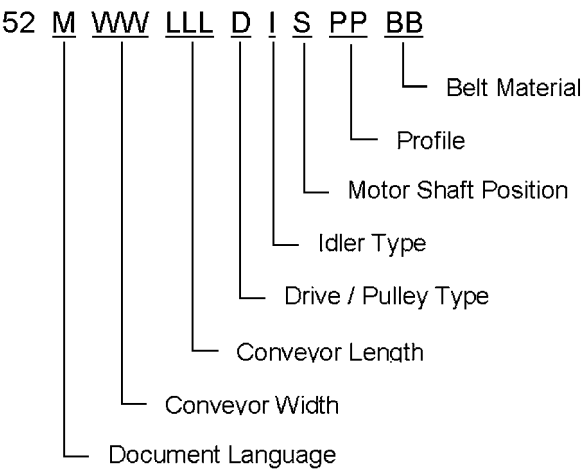 52 M WW LLL D I S PP BB
Belt Material
Profile
Motor Shaft Position
Idler Type
Drive / Pulley Type
Conveyor Length
Conveyor Width
Document Language